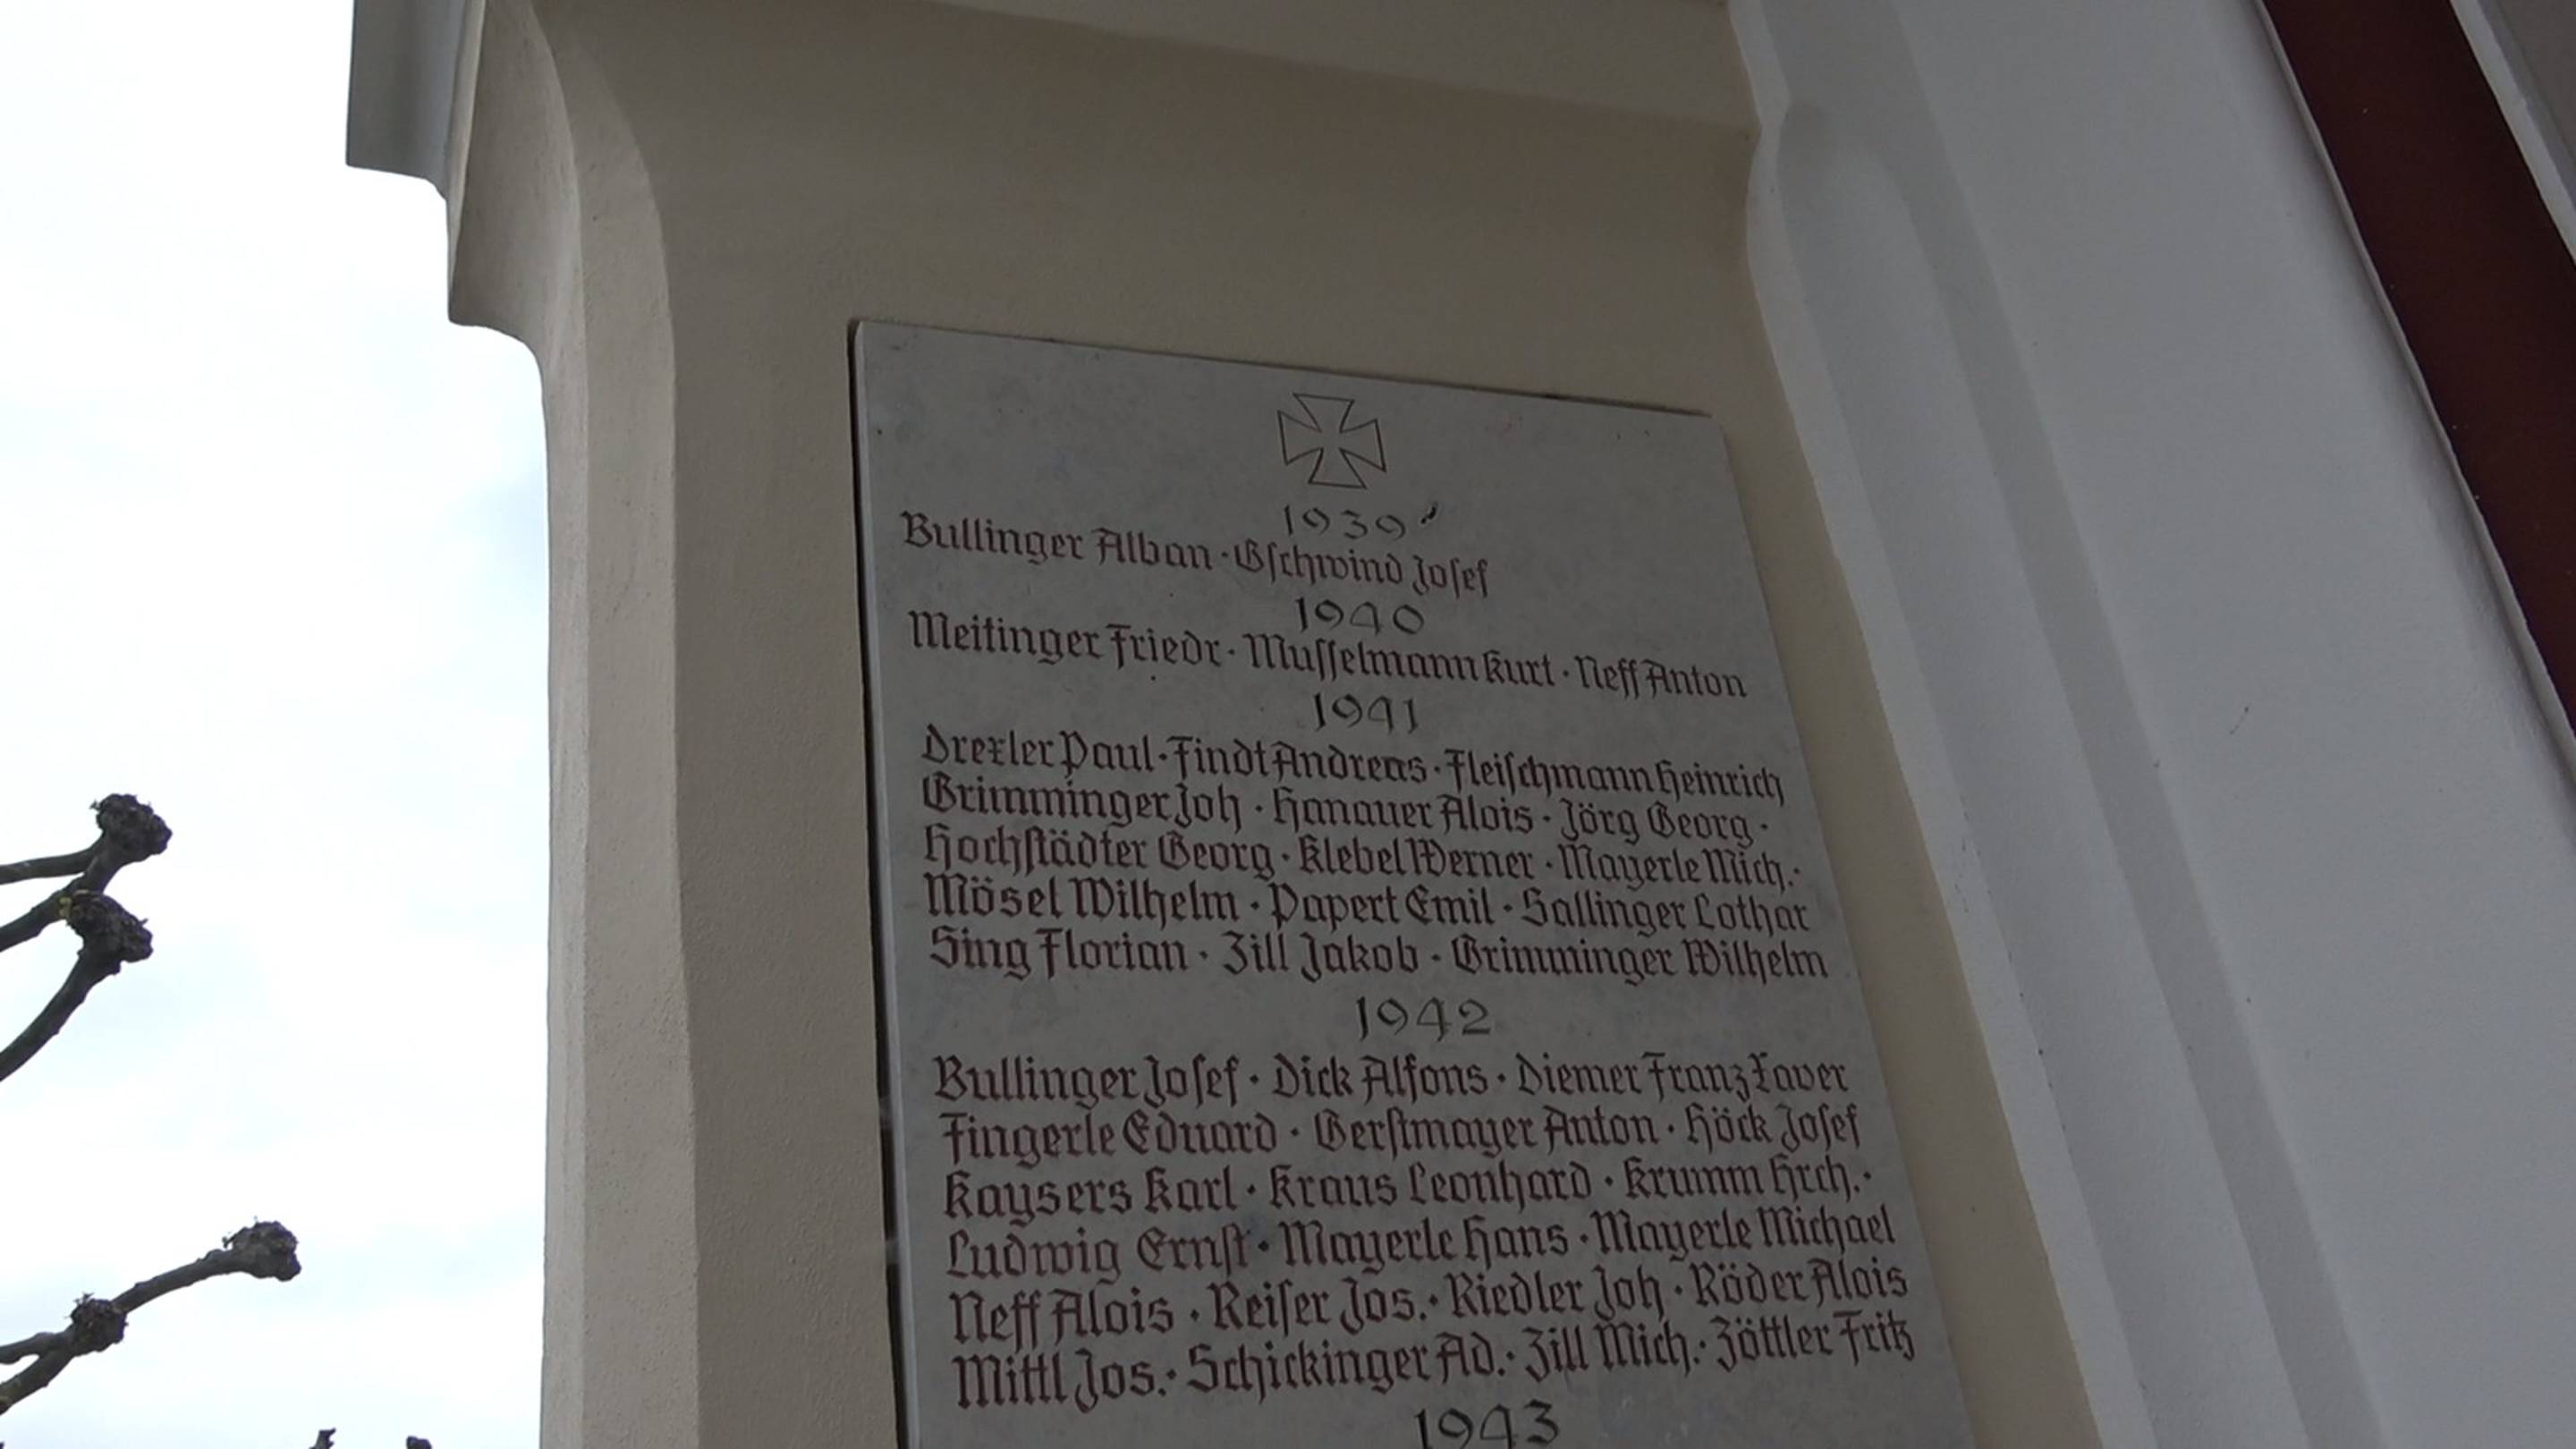 1939
Bullinger Alban · Gſchwind Joſef
1940
Meitinger Friedr · Muſſelmann Kurt · Neff Anton
1941
Drexler Paul · Findt Andreas · Fleiſchmann Heinrich
Grimminger Joh · Hanauer Alois · Jörg Georg ·
Hochſtädter Georg · Klebel Werner · Mayerle Mich. ·
Mösel Wilhelm · Papert Emil · Sallinger Lothar
Sing Florian · Zill Jakob · Grimminger Wilhelm
1942
Bullinger Joſef · Dick Alfons · Diemer Franz Xaver
Fingerle Eduard · Gerſtmayer Anton · Höck Joſef
Kaysers Karl · Kraus Leonhard · Krumm Hrch. ·
Ludwig Ernſt · Mayerle Hans · Mayerle Michael
Neff Alois · Reiſer Jos. · Riedler Joh · Röder Alois
Mittl Jos. · Schickinger Ad. · Zill Mich. · Zöttler Fritz
1943